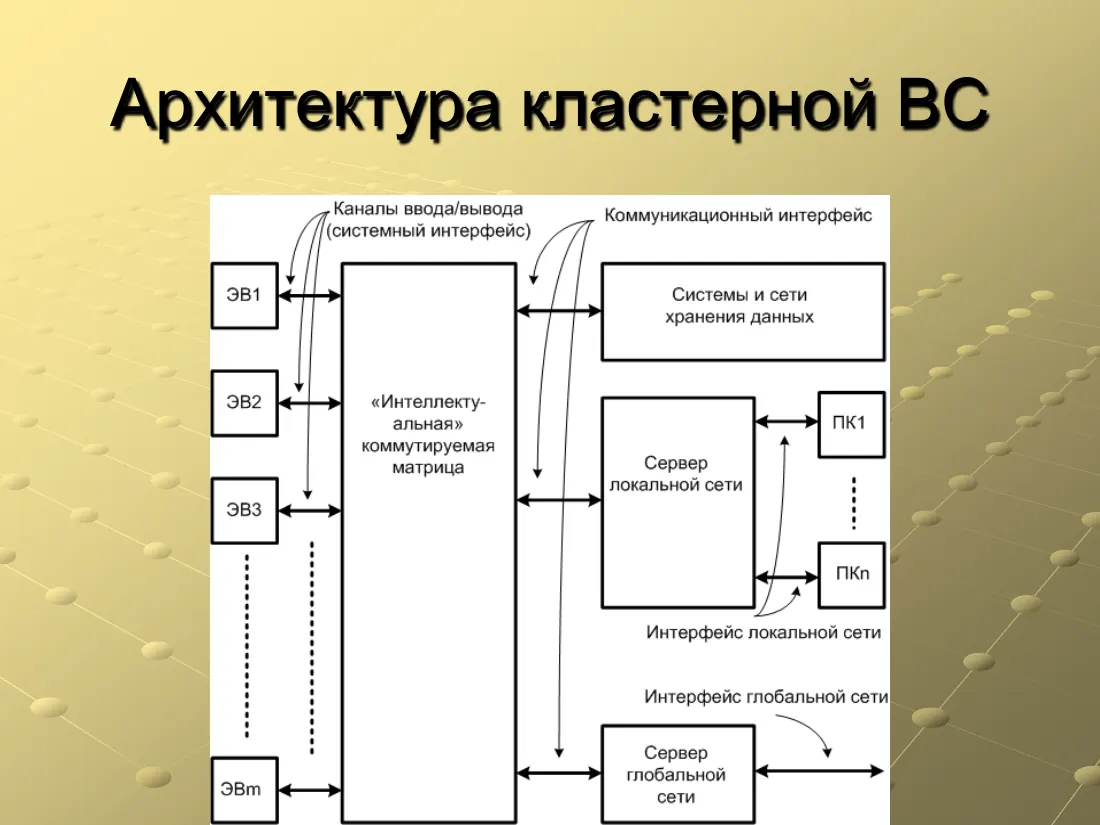 Архитектура кластерной ВС
Каналы ввода/вывода
(системный интерфейс)
Коммуникационный интерфейс
ЭВ1
Системы и сети
хранения данных
ЭВ2
«Интеллекту-
альная»
коммутируемая
матрица
ПК1
Сервер
локальной сети
ЭВ3
ПКn
Интерфейс локальной сети
Интерфейс глобальной сети
Сервер
глобальной
сети
ЭВm